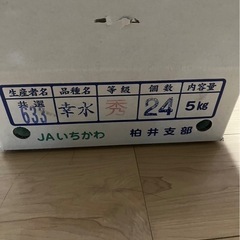 生産者名 品種名 等級 個数 内容量
共選 633 幸水 秀 24 5kg
JAいちかわ 柏井支部